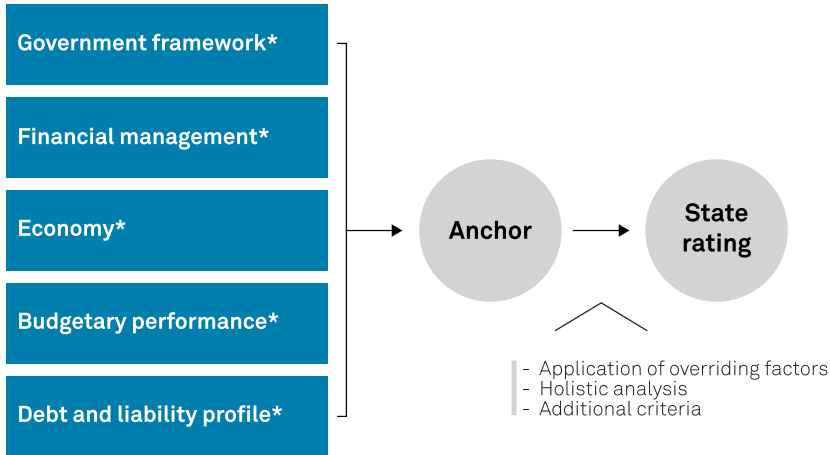 Government framework*
Financial management*
Economy*
Budgetary performance*
Debt and liability profile*
Anchor
State
rating
- Application of overriding factors
- Holistic analysis
- Additional criteria